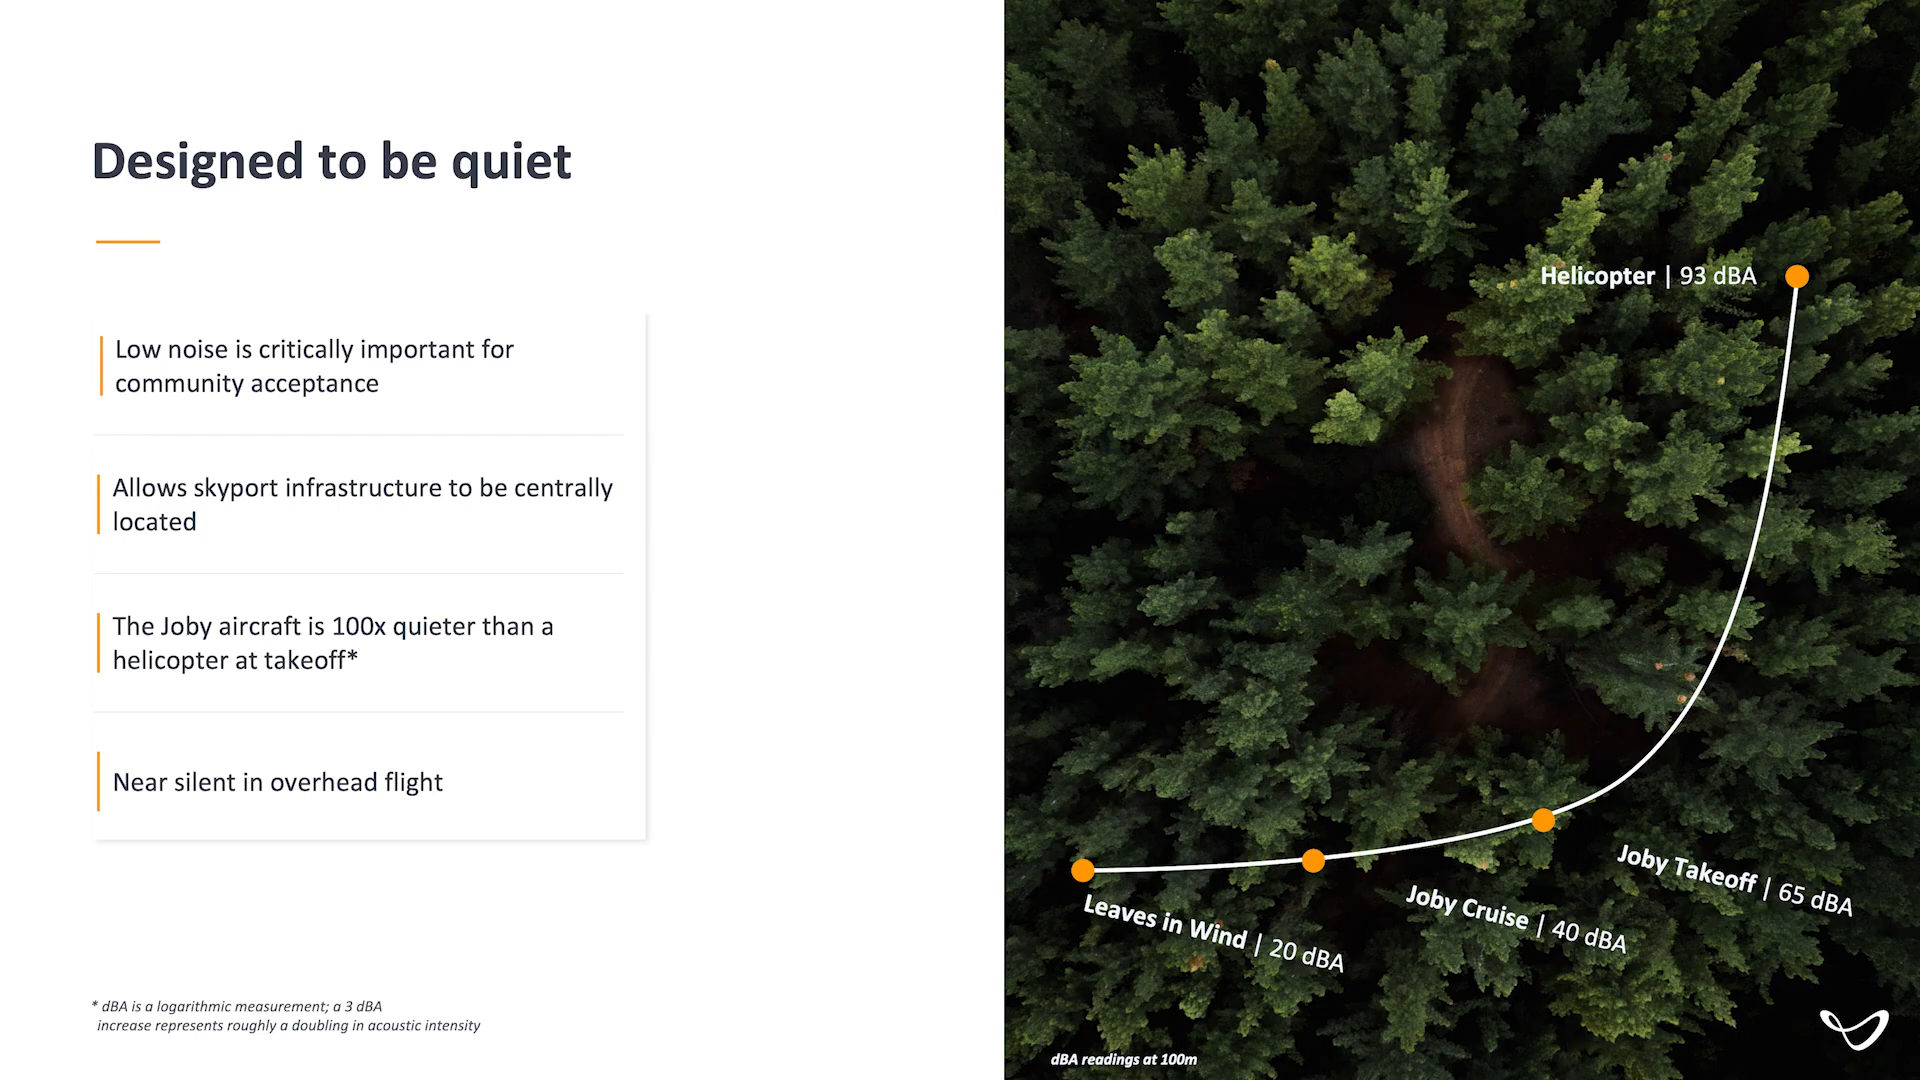 Designed to be quiet
Low noise is critically important for
community acceptance
Allows skyport infrastructure to be centrally
located
The Joby aircraft is 100x quieter than a
helicopter at takeoff*
Near silent in overhead flight
* dBA is a logarithmic measurement; a 3 dBA
increase represents roughly a doubling in acoustic intensity
Helicopter | 93 dBA
Joby Takeoff | 65 dBA
Joby Cruise | 40 dBA
Leaves in Wind | 20 dBA
dBA readings at 100m